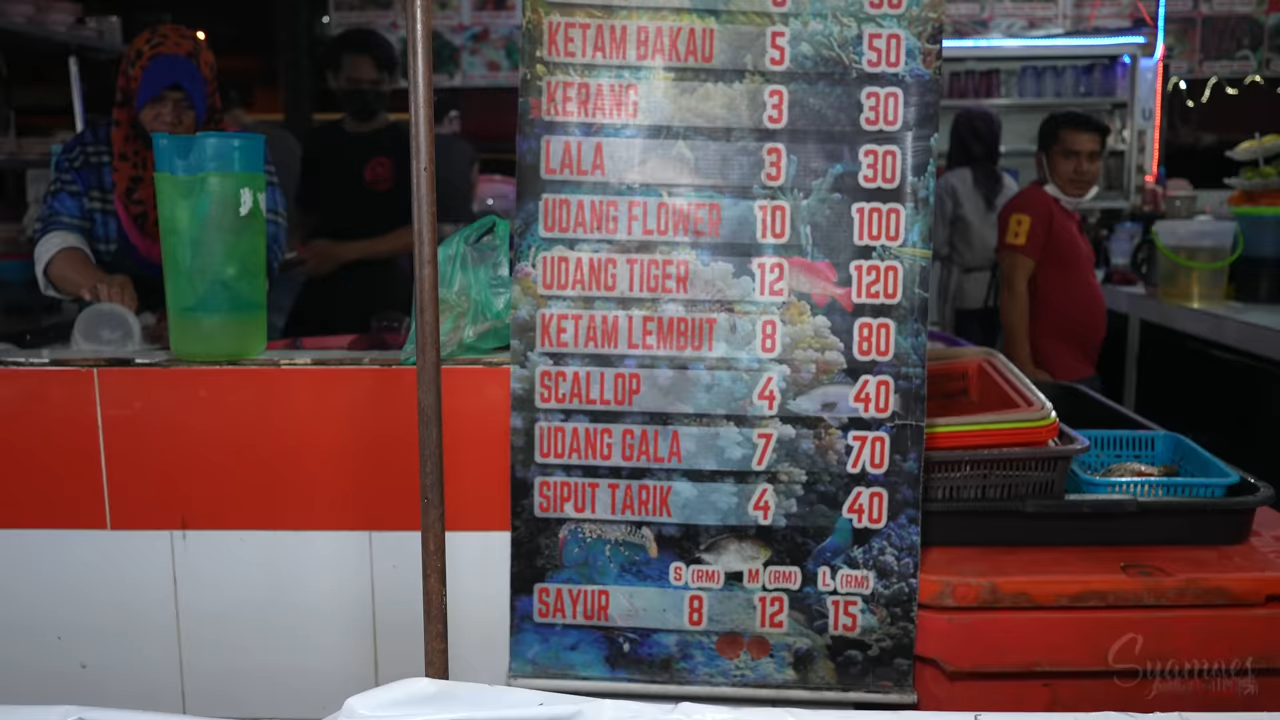 KETAM BAKAU 5 50
KERANG 3 30
LALA 3 30
UDANG FLOWER 10 100
UDANG TIGER 12 120
KETAM LEMBUT 8 80
SCALLOP 4 40
UDANG GALA 7 70
SIPUT TARIK 4 40
S (RM) M (RM) L (RM)
SAYUR 8 12 15
8
Syamyes